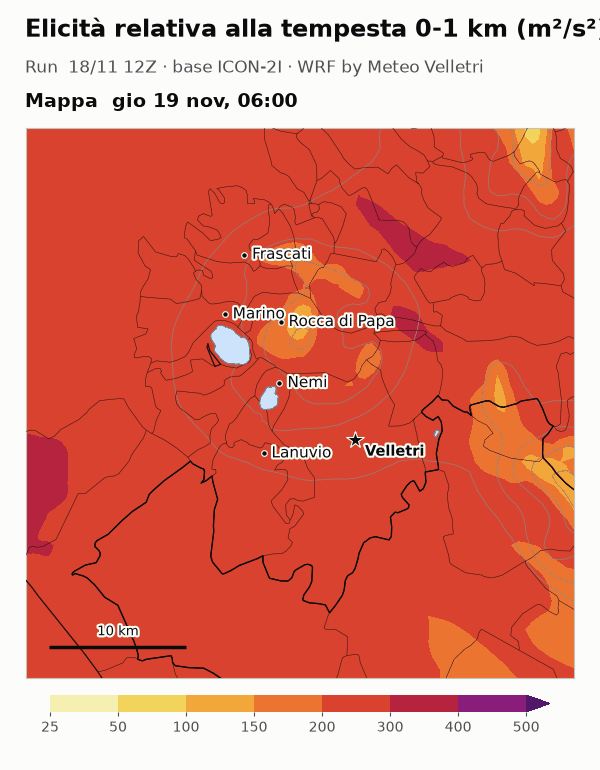 Elicità relativa alla tempesta 0-1 km (m²/s²)
Run  18/11 12Z · base ICON-2I · WRF by Meteo Velletri
Mappa  gio 19 nov, 06:00
Frascati
Marino
Rocca di Papa
Nemi
Velletri
Lanuvio
10 km
25 50 100 150 200 300 400 500